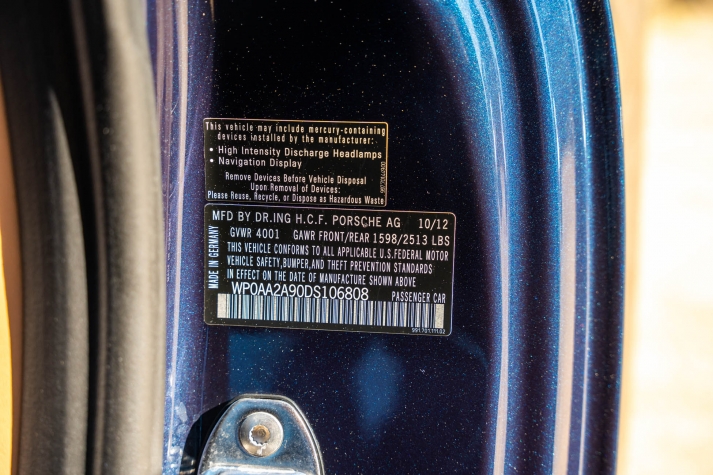 This vehicle may include mercury-containing
devices installed by the manufacturer:
• High Intensity Discharge Headlamps
• Navigation Display
Remove Devices Before Vehicle Disposal
Upon Removal of Devices:
Please Reuse, Recycle, or Dispose as Hazardous Waste
MFD BY DR.ING H.C.F. PORSCHE AG 10/12
GVWR 4001 GAWR FRONT/REAR 1598/2513 LBS
THIS VEHICLE CONFORMS TO ALL APPLICABLE U.S.FEDERAL MOTOR
VEHICLE SAFETY,BUMPER,AND THEFT PREVENTION STANDARDS
IN EFFECT ON THE DATE OF MANUFACTURE SHOWN ABOVE
MADE IN GERMANY
WP0AA2A90DS106808 PASSENGER CAR
991.701.111.02